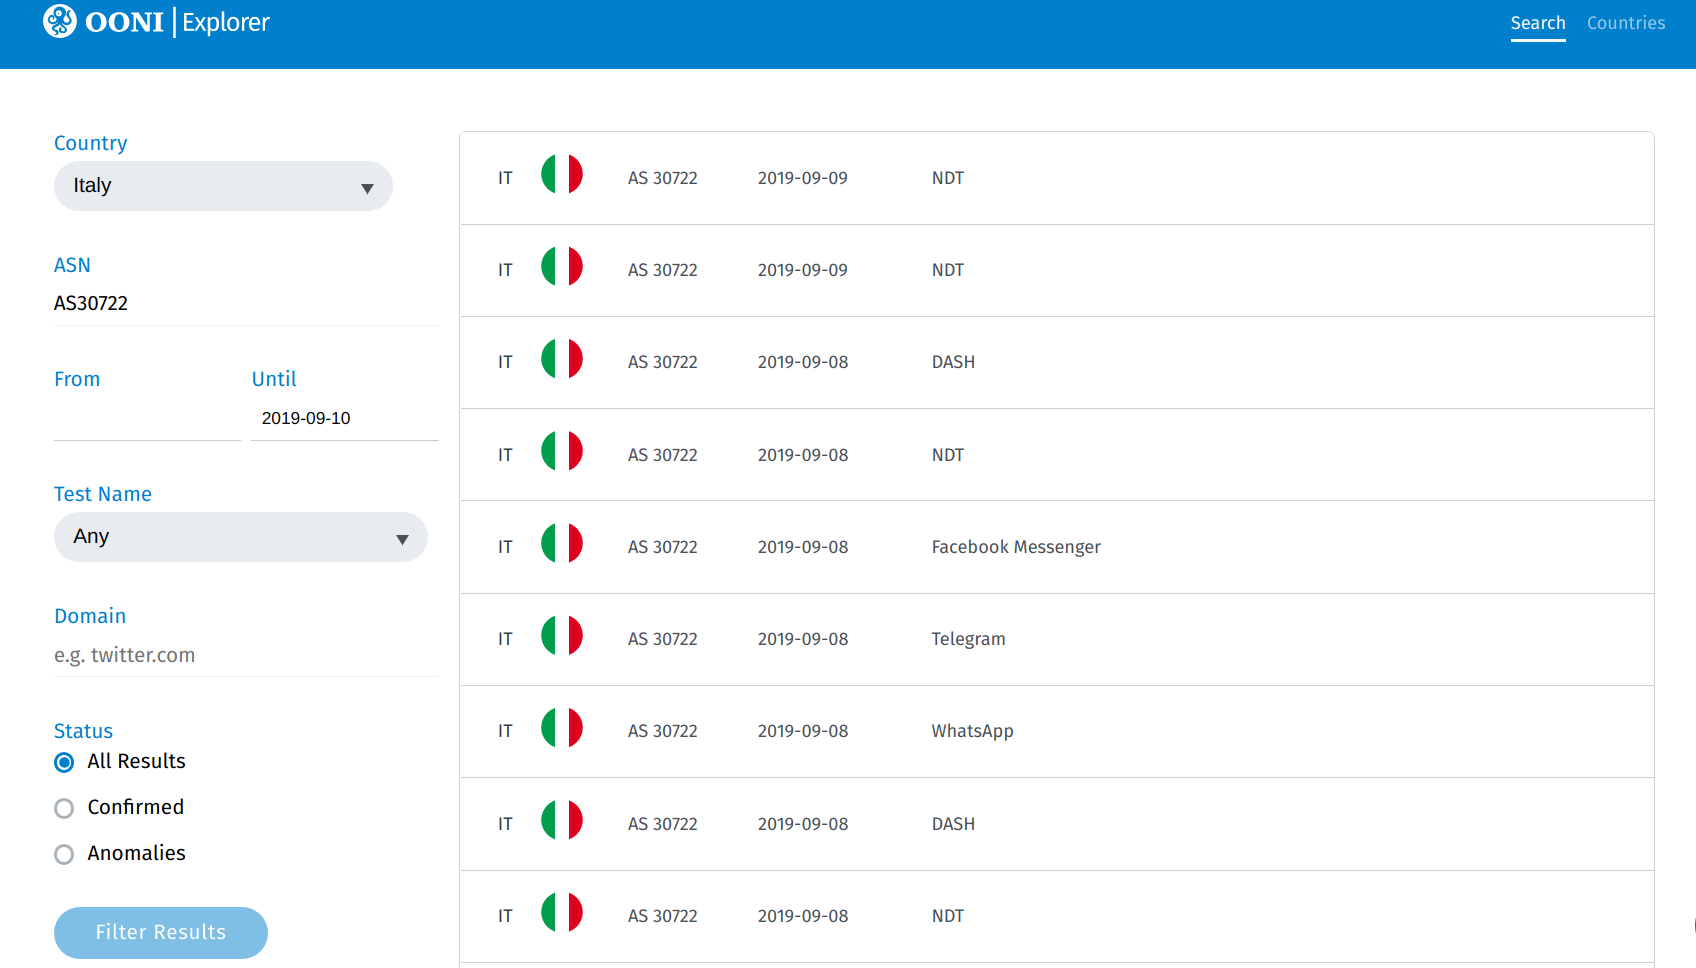 OONI Explorer
Search Countries
Country
Italy
ASN
AS30722
From Until
2019-09-10
Test Name
Any
Domain
e.g. twitter.com
Status
All Results
Confirmed
Anomalies
Filter Results
IT AS 30722 2019-09-09 NDT
IT AS 30722 2019-09-09 NDT
IT AS 30722 2019-09-08 DASH
IT AS 30722 2019-09-08 NDT
IT AS 30722 2019-09-08 Facebook Messenger
IT AS 30722 2019-09-08 Telegram
IT AS 30722 2019-09-08 WhatsApp
IT AS 30722 2019-09-08 DASH
IT AS 30722 2019-09-08 NDT